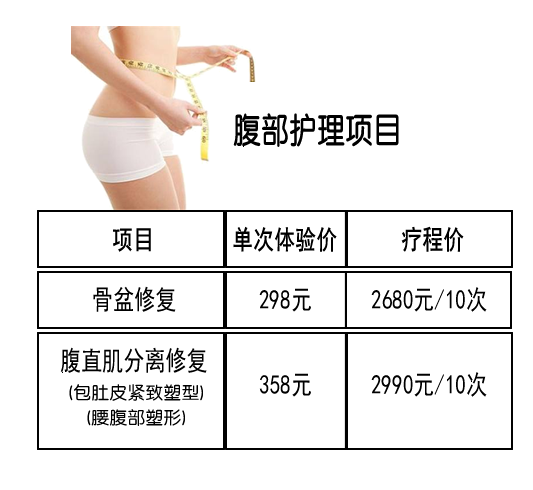 腹部护理项目
项目 单次体验价 疗程价
骨盆修复 298元 2680元/10次
腹直肌分离修复
(包肚皮紧致塑型)
(腰腹部塑形)
358元 2990元/10次